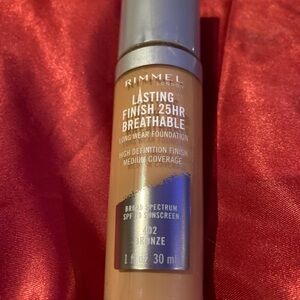 RIMMEL
LONDON
LASTING
FINISH 25HR
BREATHABLE
LONG WEAR FOUNDATION
HIGH DEFINITION FINISH
MEDIUM COVERAGE
BROAD SPECTRUM
SPF SUNSCREEN
402
BRONZE
1 fl oz 30 ml